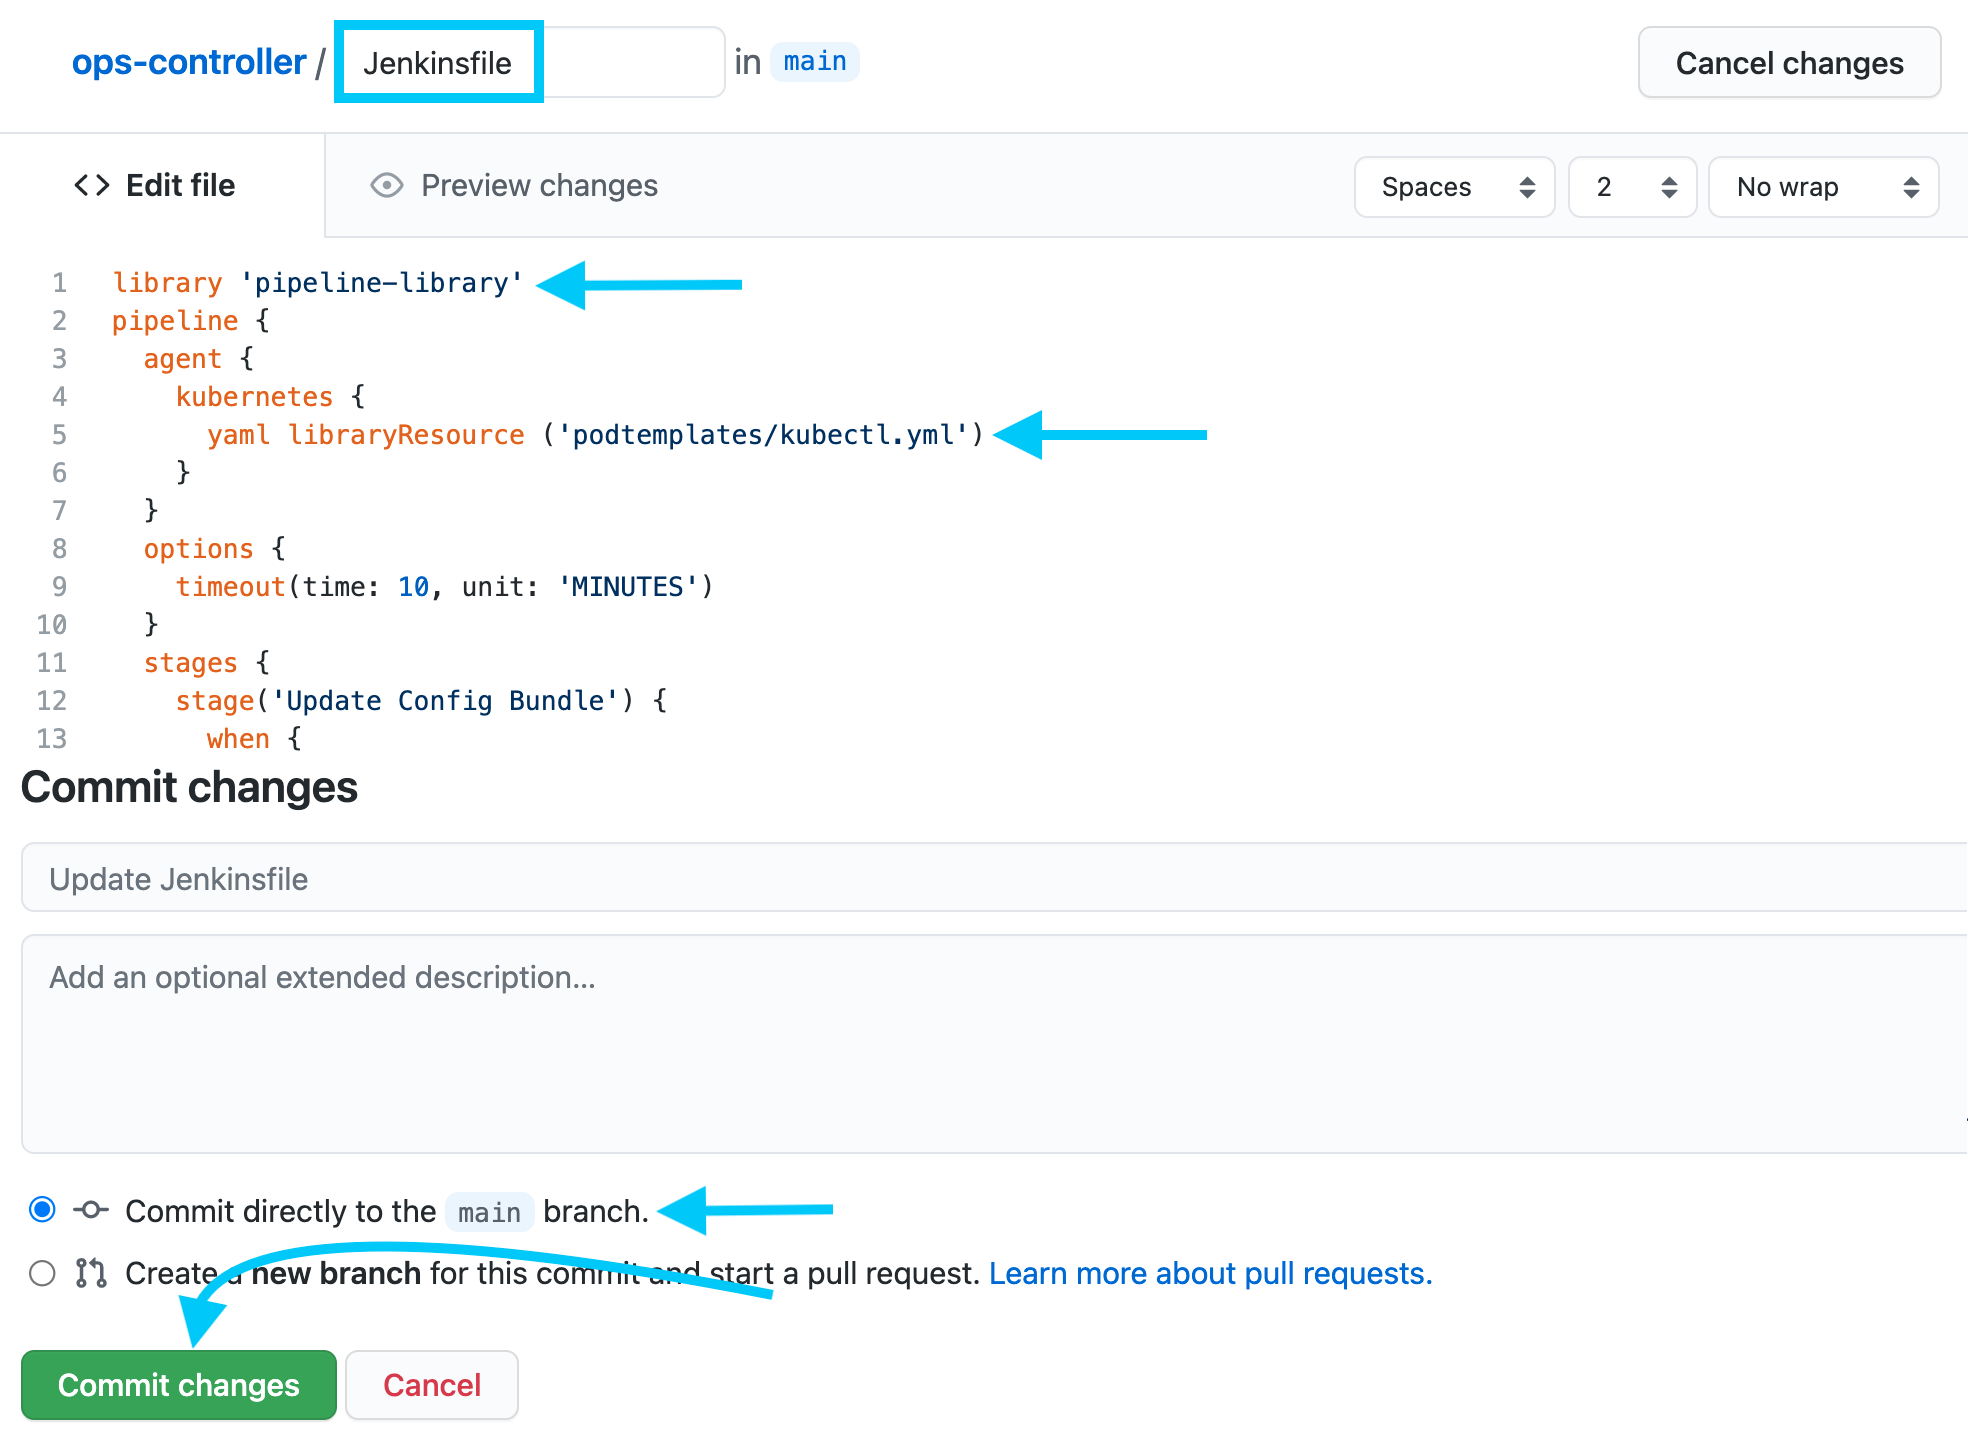 ops-controller / Jenkinsfile in main Cancel changes
Edit file Preview changes Spaces 2 No wrap
1 library 'pipeline-library'
2 pipeline {
3   agent {
4     kubernetes {
5       yaml libraryResource ('podtemplates/kubectl.yml')
6     }
7   }
8   options {
9     timeout(time: 10, unit: 'MINUTES')
10   }
11   stages {
12     stage('Update Config Bundle') {
13       when {
Commit changes
Update Jenkinsfile
Add an optional extended description...
Commit directly to the main branch.
Create a new branch for this commit and start a pull request. Learn more about pull requests.
Commit changes Cancel